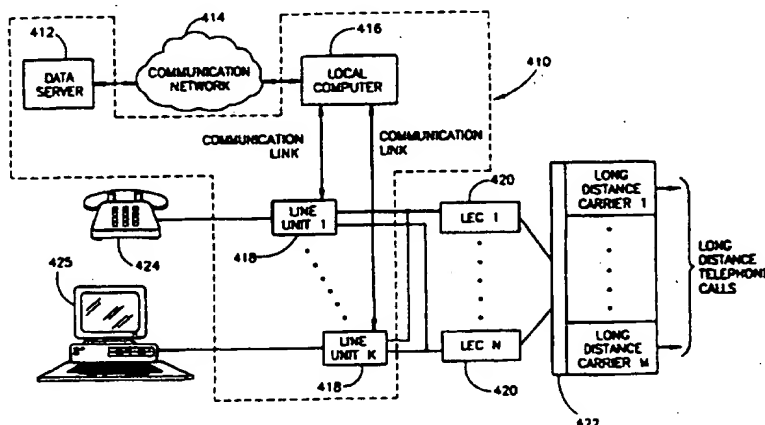 412
DATA
SERVER
414
COMMUNICATION
NETWORK
416
LOCAL
COMPUTER
410
COMMUNICATION
LINK
COMMUNICATION
LINK
424
LINE
UNIT 1
418
420
LEC 1
LONG
DISTANCE
CARRIER 1
LONG
DISTANCE
TELEPHONE
CALLS
425
LINE
UNIT K
418
LEC N
420
LONG
DISTANCE
CARRIER M
422